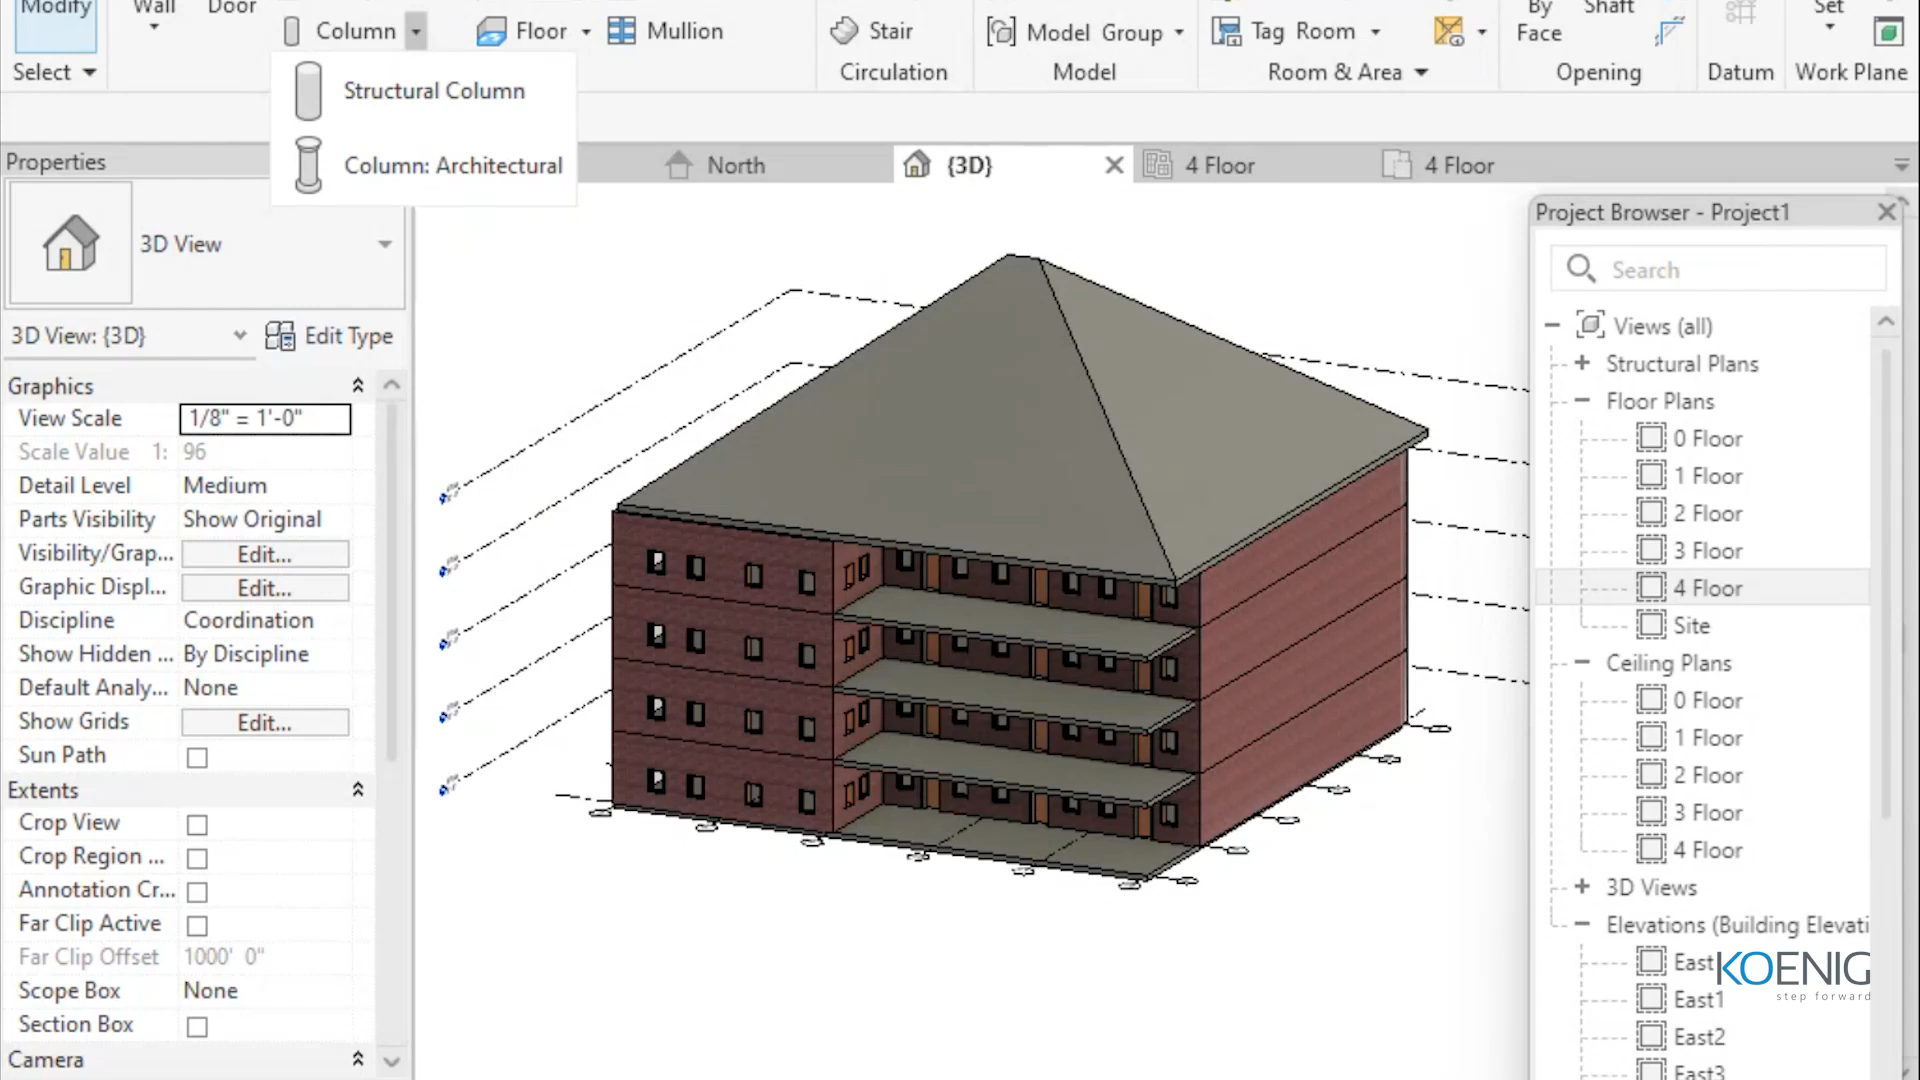 Modify
Wall
Door
Column
Floor
Mullion
Stair
Model Group
Tag Room
By
Face
Shaft
Set
Select
Circulation
Model
Room & Area
Opening
Datum
Work Plane
Structural Column
Column: Architectural
Properties
North
{3D}
4 Floor
4 Floor
3D View
3D View: {3D}
Edit Type
Graphics
View Scale 1/8" = 1'-0"
Scale Value 1: 96
Detail Level Medium
Parts Visibility Show Original
Visibility/Grap... Edit...
Graphic Displ... Edit...
Discipline Coordination
Show Hidden ... By Discipline
Default Analy... None
Show Grids Edit...
Sun Path
Extents
Crop View
Crop Region ...
Annotation Cr...
Far Clip Active
Far Clip Offset 1000' 0"
Scope Box None
Section Box
Camera
Project Browser - Project1
Search
Views (all)
Structural Plans
Floor Plans
0 Floor
1 Floor
2 Floor
3 Floor
4 Floor
Site
Ceiling Plans
0 Floor
1 Floor
2 Floor
3 Floor
4 Floor
3D Views
Elevations (Building Elevati
East
East1
East2
East3
KOENIG
step forward